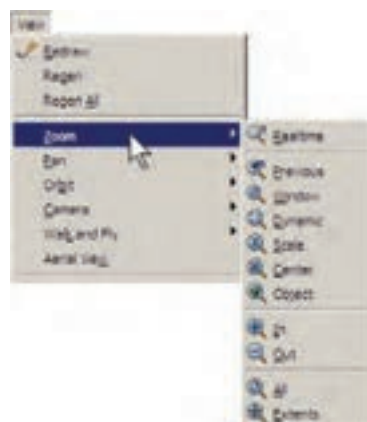 View
Redraw
Regen
Regen All
Zoom
Pan
Orbit
Camera
Walk and Fly
Aerial View
Realtime
Previous
Window
Dynamic
Scale
Center
Object
In
Out
All
Extents